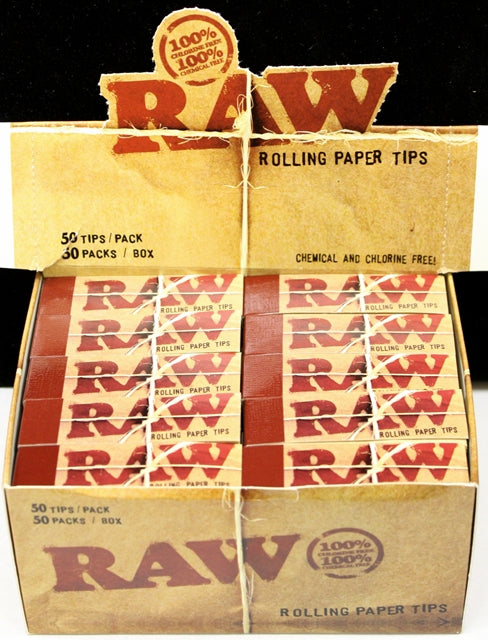 100%
CHLORINE FREE
100%
CHEMICAL FREE
RAW
ROLLING PAPER TIPS
50 TIPS / PACK
50 PACKS / BOX
CHEMICAL AND CHLORINE FREE!
RAW
ROLLING PAPER TIPS
RAW
ROLLING PAPER TIPS
RAW
ROLLING PAPER TIPS
RAW
ROLLING PAPER TIPS
RAW
ROLLING PAPER TIPS
RAW
ROLLING PAPER TIPS
RAW
ROLLING PAPER TIPS
RAW
ROLLING PAPER TIPS
RAW
ROLLING PAPER TIPS
RAW
50 TIPS / PACK
50 PACKS / BOX
RAW
100%
CHLORINE FREE
100%
CHEMICAL FREE
ROLLING PAPER TIPS